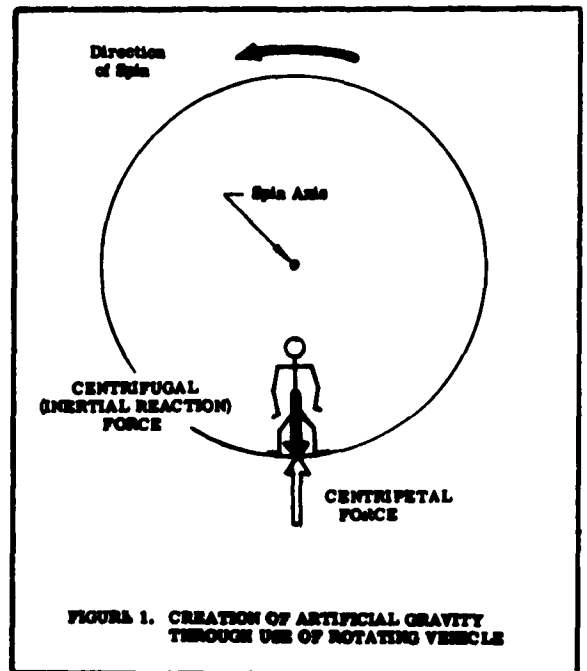 Direction
of Spin
Spin Axis
CENTRIFUGAL
(INERTIAL REACTION)
FORCE
CENTRIPETAL
FORCE
FIGURE 1. CREATION OF ARTIFICIAL GRAVITY
THROUGH USE OF ROTATING VEHICLE